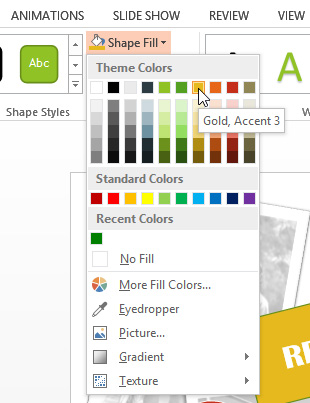 ANIMATIONS SLIDE SHOW REVIEW VIEW
Abc
Shape Fill
A
Shape Styles
Theme Colors
Gold, Accent 3
Standard Colors
Recent Colors
No Fill
More Fill Colors...
Eyedropper
Picture...
Gradient
Texture